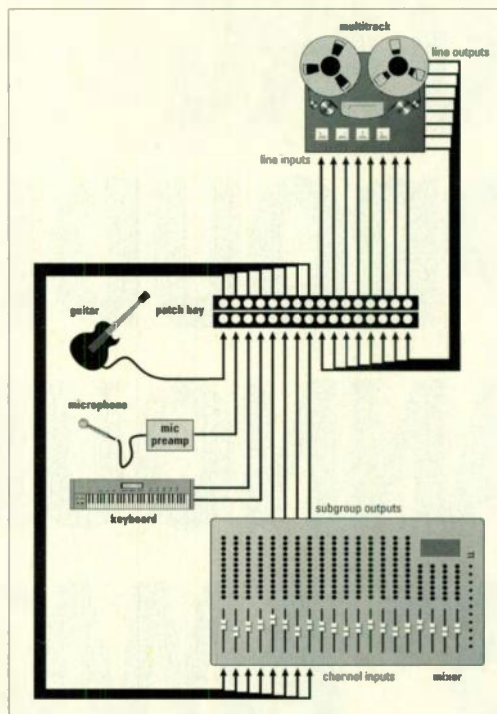 multitrack
line outputs
line inputs
guitar
patch bay
microphone
mic
preamp
keyboard
subgroup outputs
channel inputs
mixer